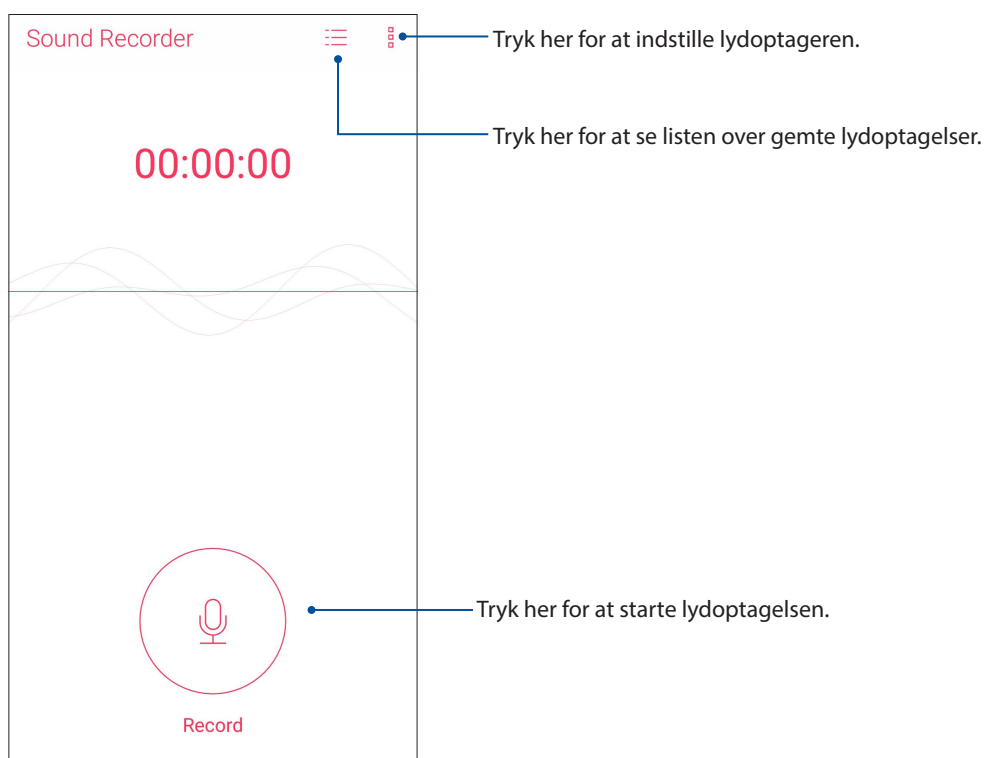 Sound Recorder
Tryk her for at indstille lydoptageren.
Tryk her for at se listen over gemte lydoptagelser.
00:00:00
Tryk her for at starte lydoptagelsen.
Record